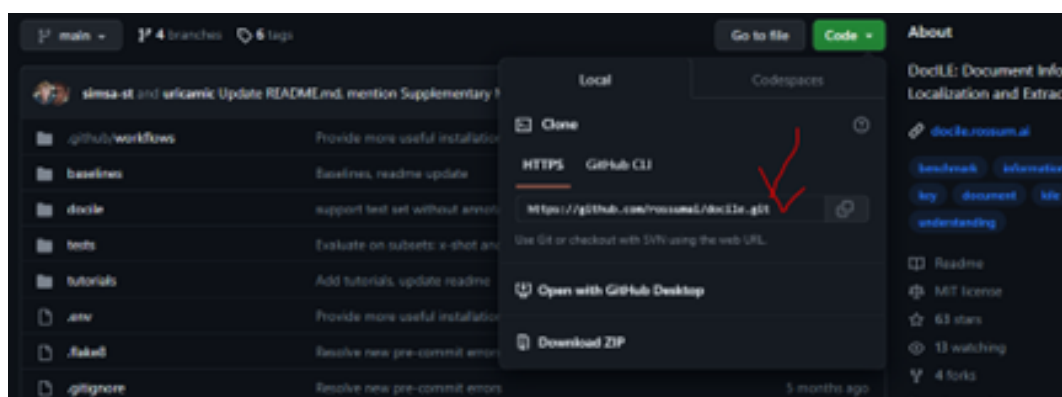 main
4 branches
6 tags
Go to file
Code
About
simsa-st and uricamic Update README.md, mention Supplementary
.github/workflows
Provide more useful installation
baselines
Baselines, readme update
docile
support test set without
tests
Evaluate on subsets: x-shot and
tutorials
Add tutorials, update readme
.env
Provide more useful installation
.flake8
Resolve new pre-commit errors
.gitignore
Resolve new pre-commit errors
5 months ago
Local
Codespaces
Clone
HTTPS
GitHub CLI
https://github.com/rossumai/docile.git
Use Git or checkout with SVN using the web URL.
Open with GitHub Desktop
Download ZIP
DocILE: Document Info
Localization and Extrac
docile.rossum.ai
benchmark
key
document
understanding
Readme
MIT license
63 stars
13 watching
4 forks